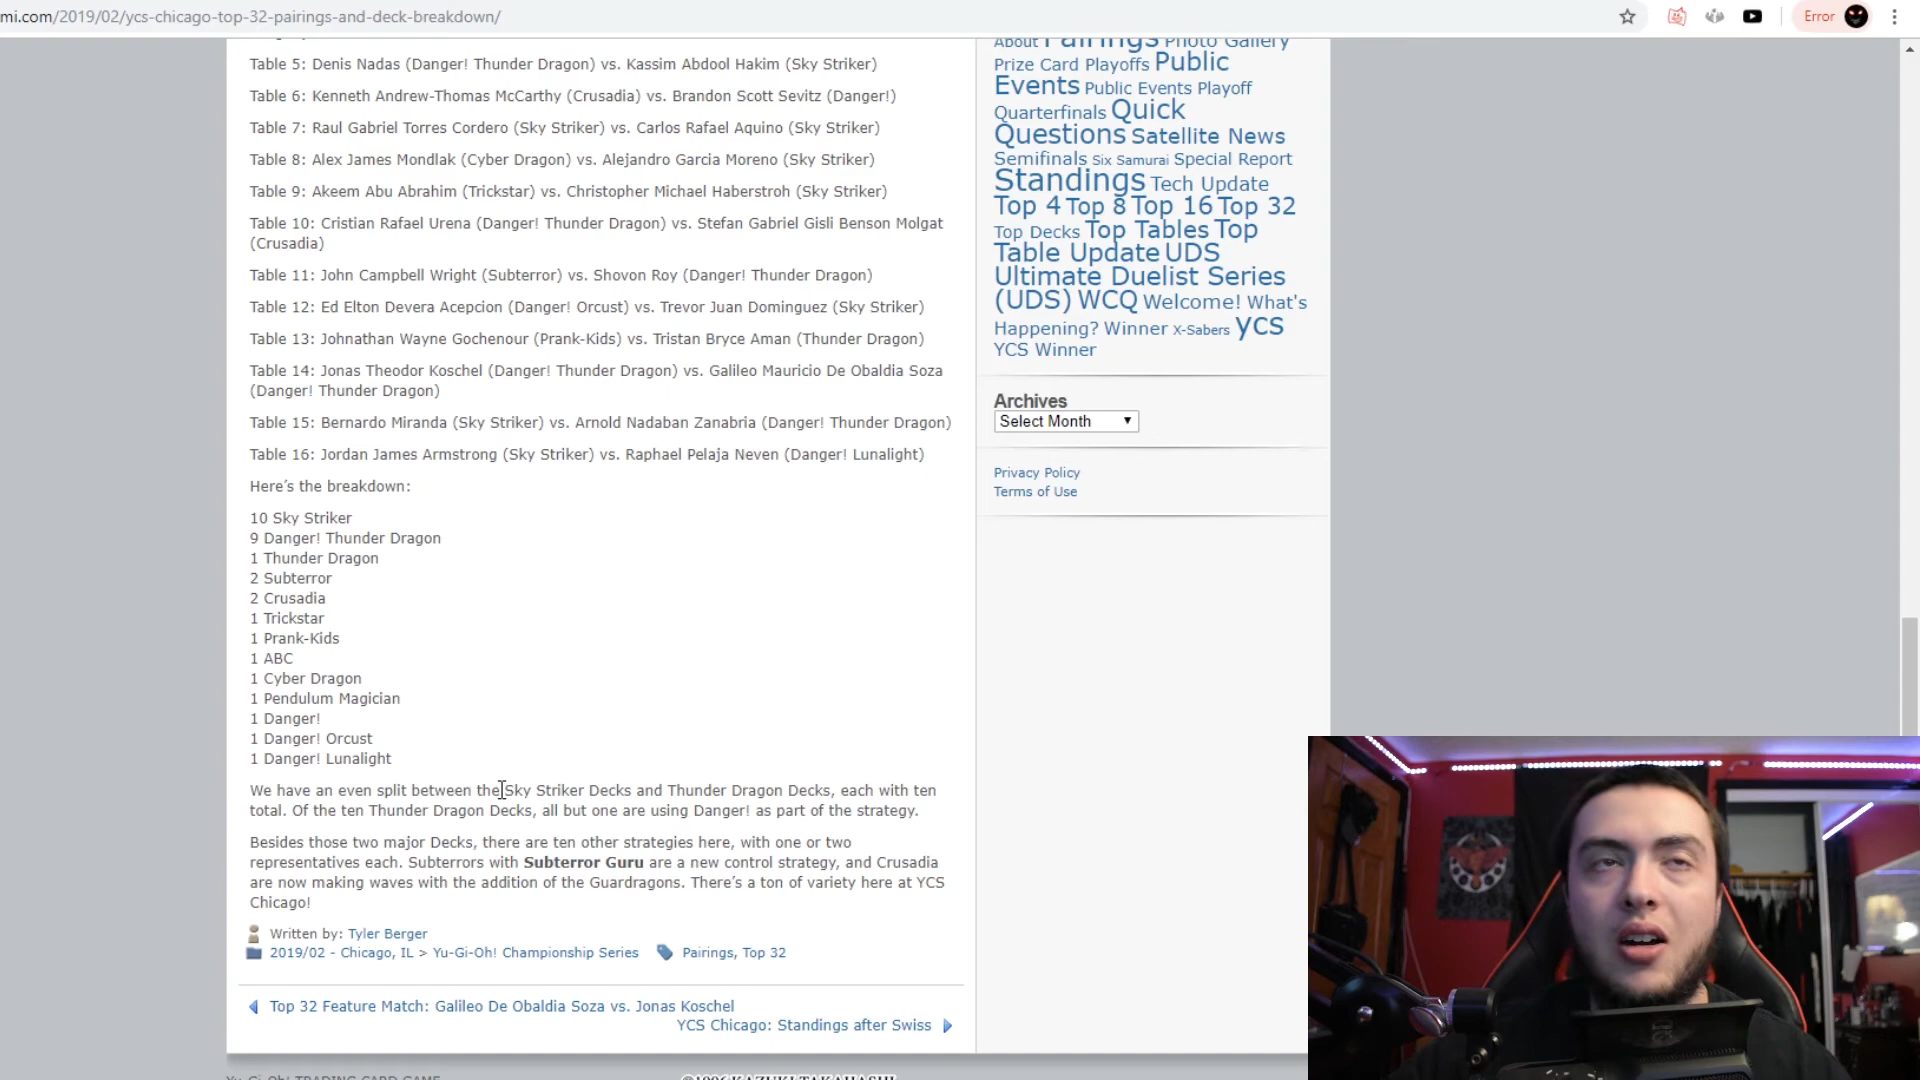 mi.com/2019/02/ycs-chicago-top-32-pairings-and-deck-breakdown/
Error
Table 5: Denis Nadas (Danger! Thunder Dragon) vs. Kassim Abdool Hakim (Sky Striker)
Table 6: Kenneth Andrew-Thomas McCarthy (Crusadia) vs. Brandon Scott Sevitz (Danger!)
Table 7: Raul Gabriel Torres Cordero (Sky Striker) vs. Carlos Rafael Aquino (Sky Striker)
Table 8: Alex James Mondlak (Cyber Dragon) vs. Alejandro Garcia Moreno (Sky Striker)
Table 9: Akeem Abu Abrahim (Trickstar) vs. Christopher Michael Haberstroh (Sky Striker)
Table 10: Cristian Rafael Urena (Danger! Thunder Dragon) vs. Stefan Gabriel Gisli Benson Molgat
(Crusadia)
Table 11: John Campbell Wright (Subterror) vs. Shovon Roy (Danger! Thunder Dragon)
Table 12: Ed Elton Devera Acepcion (Danger! Orcust) vs. Trevor Juan Dominguez (Sky Striker)
Table 13: Johnathan Wayne Gochenour (Prank-Kids) vs. Tristan Bryce Aman (Thunder Dragon)
Table 14: Jonas Theodor Koschel (Danger! Thunder Dragon) vs. Galileo Mauricio De Obaldia Soza
(Danger! Thunder Dragon)
Table 15: Bernardo Miranda (Sky Striker) vs. Arnold Nadaban Zanabria (Danger! Thunder Dragon)
Table 16: Jordan James Armstrong (Sky Striker) vs. Raphael Pelaja Neven (Danger! Lunalight)
Here's the breakdown:
10 Sky Striker
9 Danger! Thunder Dragon
1 Thunder Dragon
2 Subterror
2 Crusadia
1 Trickstar
1 Prank-Kids
1 ABC
1 Cyber Dragon
1 Pendulum Magician
1 Danger!
1 Danger! Orcust
1 Danger! Lunalight
We have an even split between the Sky Striker Decks and Thunder Dragon Decks, each with ten
total. Of the ten Thunder Dragon Decks, all but one are using Danger! as part of the strategy.
Besides those two major Decks, there are ten other strategies here, with one or two
representatives each. Subterrors with Subterror Guru are a new control strategy, and Crusadia
are now making waves with the addition of the Guardragons. There's a ton of variety here at YCS
Chicago!
Written by: Tyler Berger
2019/02 - Chicago, IL > Yu-Gi-Oh! Championship Series Pairings, Top 32
Top 32 Feature Match: Galileo De Obaldia Soza vs. Jonas Koschel
YCS Chicago: Standings after Swiss
Yu-Gi-Oh! TRADING CARD GAME
©1996 KAZUKI TAKAHASHI
About Pairings Photo Gallery
Prize Card Playoffs Public
Events Public Events Playoff
Quarterfinals Quick
Questions Satellite News
Semifinals Six Samurai Special Report
Standings Tech Update
Top 4 Top 8 Top 16 Top 32
Top Decks Top Tables Top
Table Update UDS
Ultimate Duelist Series
(UDS) WCQ Welcome! What's
Happening? Winner X-Sabers ycs
YCS Winner
Archives
Select Month
Privacy Policy
Terms of Use